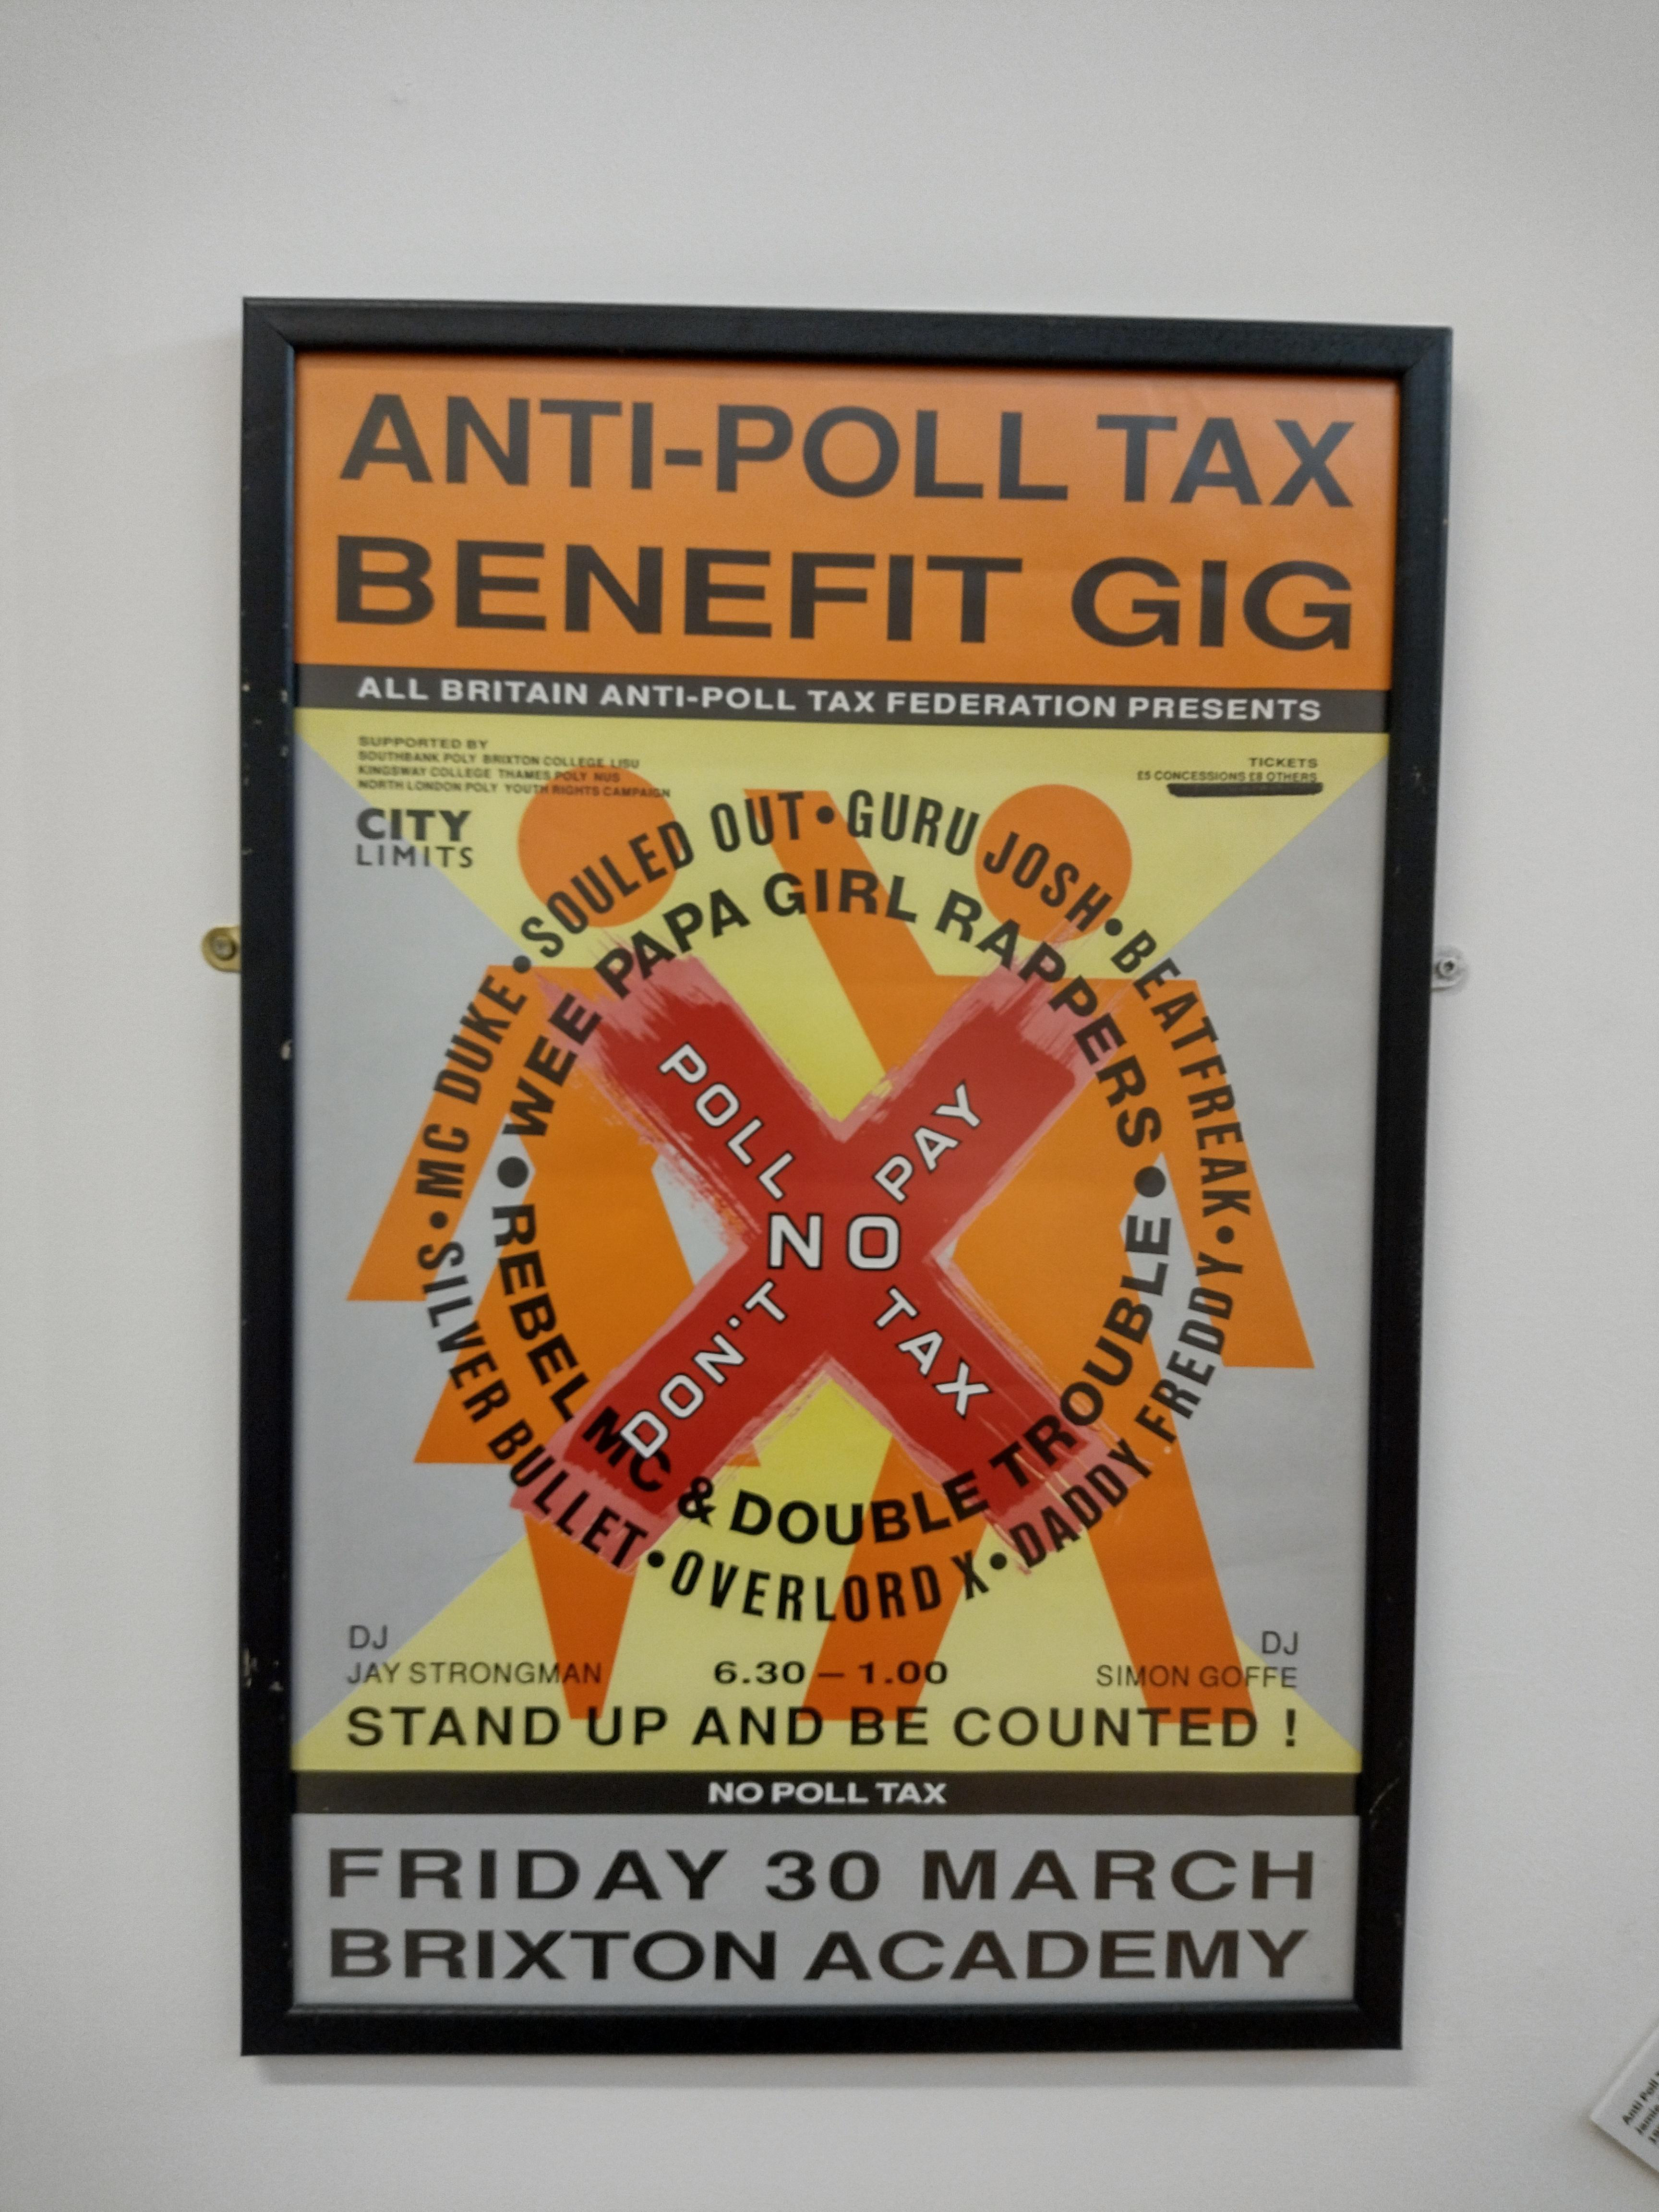 ANTI-POLL TAX
BENEFIT GIG
ALL BRITAIN ANTI-POLL TAX FEDERATION PRESENTS
SUPPORTED BY
SOUTHBANK POLY BRIXTON COLLEGE LISU
KINGSWAY COLLEGE THAMES POLY NUS
NORTH LONDON POLY YOUTH RIGHTS CAMPAIGN
CITY
LIMITS
TICKETS
£5 CONCESSIONS £8 OTHERS
• SOULED OUT • GURU JOSH • BEATFREAK • DADDY FREDDY • OVERLORD X • SILVER BULLET • MC DUKE
• WEE PAPA GIRL RAPPERS • REBEL MC & DOUBLE TROUBLE
POLL
PAY
NO
DON'T
TAX
DJ
JAY STRONGMAN
6.30 – 1.00
DJ
SIMON GOFFE
STAND UP AND BE COUNTED !
NO POLL TAX
FRIDAY 30 MARCH
BRIXTON ACADEMY
Anti Poll
Jamie